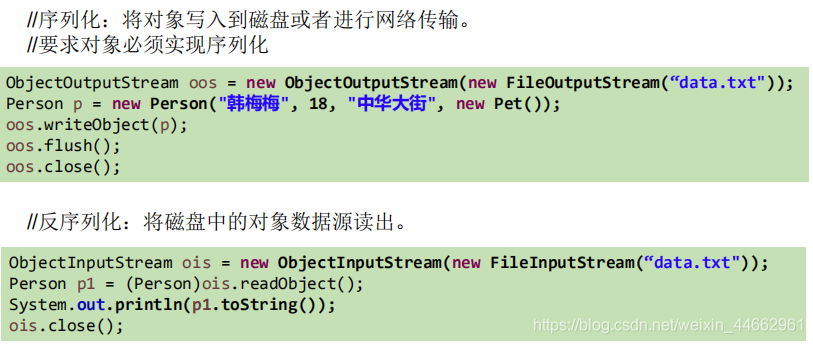 //序列化：将对象写入到磁盘或者进行网络传输。
//要求对象必须实现序列化
ObjectOutputStream oos = new ObjectOutputStream(new FileOutputStream(“data.txt"));
Person p = new Person("韩梅梅", 18, "中华大街", new Pet());
oos.writeObject(p);
oos.flush();
oos.close();
//反序列化：将磁盘中的对象数据源读出。
ObjectInputStream ois = new ObjectInputStream(new FileInputStream(“data.txt"));
Person p1 = (Person)ois.readObject();
System.out.println(p1.toString());
ois.close();
https://blog.csdn.net/weixin_44662961